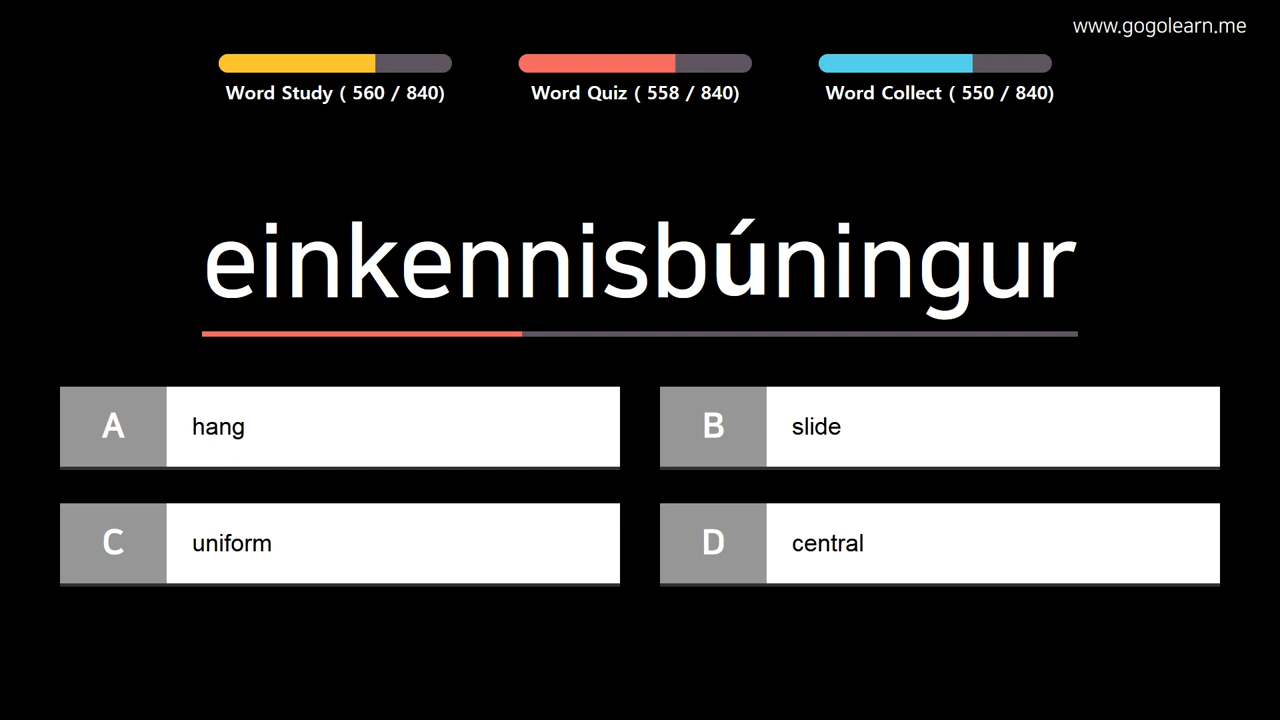 www.gogolearn.me
Word Study ( 560 / 840)
Word Quiz ( 558 / 840)
Word Collect ( 550 / 840)
einkennisbúningur
A hang
B slide
C uniform
D central